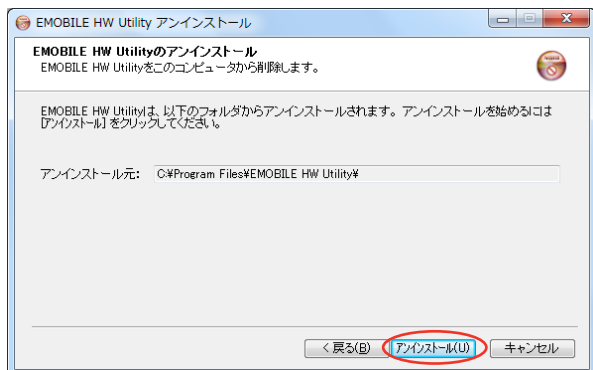 EMOBILE HW Utility アンインストール
EMOBILE HW Utilityのアンインストール
EMOBILE HW Utilityをこのコンピュータから削除します。
EMOBILE HW Utilityは、以下のフォルダからアンインストールされます。アンインストールを始めるには
[アンインストール] をクリックしてください。
アンインストール元: C:¥Program Files¥EMOBILE HW Utility¥
< 戻る(B) アンインストール(U) キャンセル